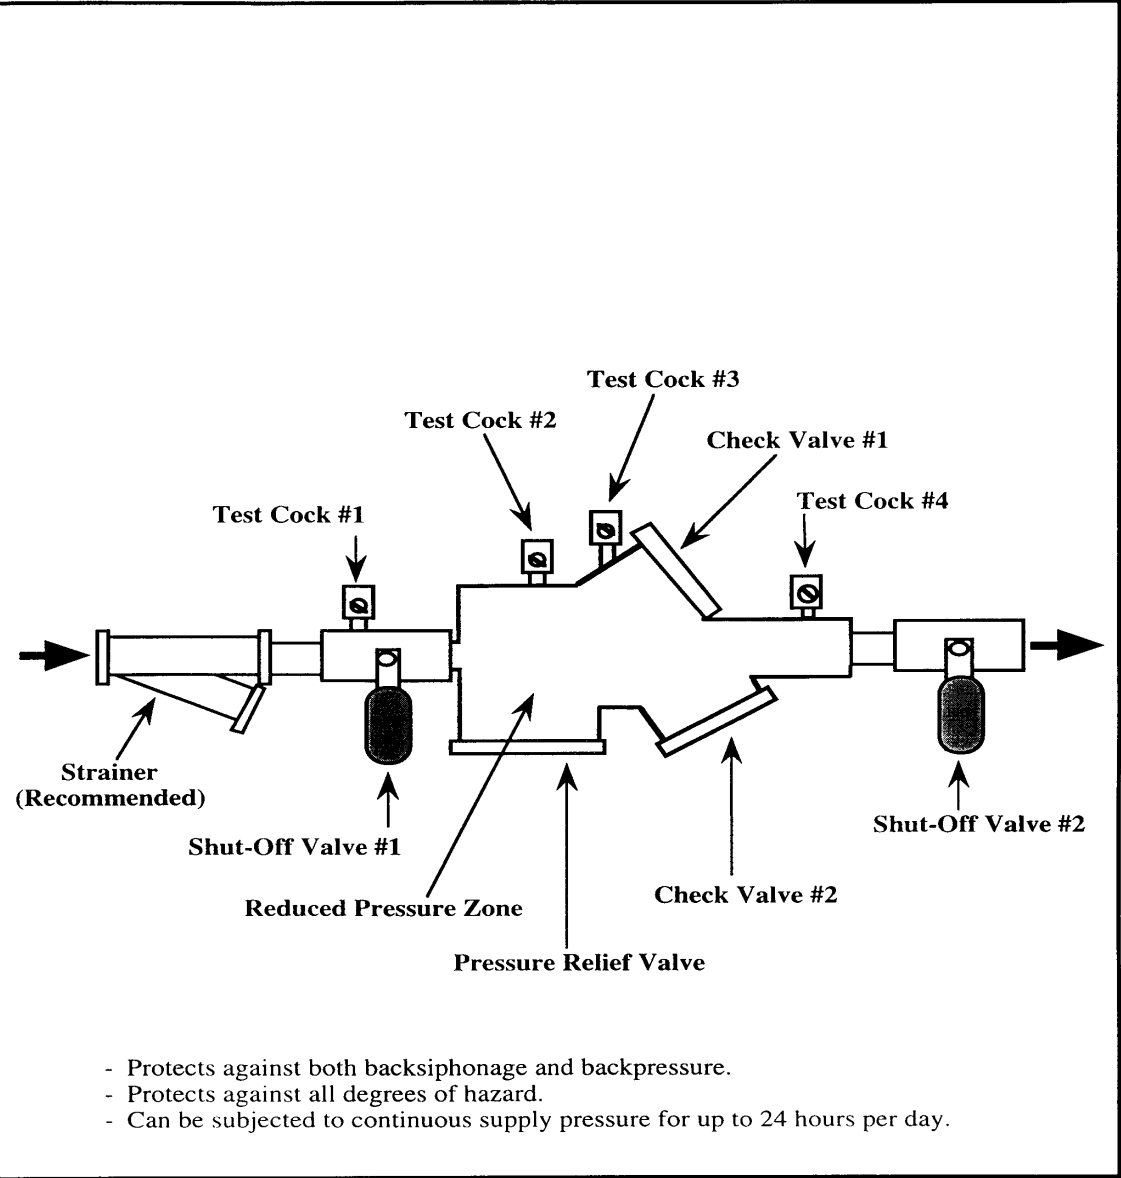 Test Cock #3
Test Cock #2
Check Valve #1
Test Cock #1
Test Cock #4
Strainer
(Recommended)
Shut-Off Valve #1
Shut-Off Valve #2
Check Valve #2
Reduced Pressure Zone
Pressure Relief Valve
- Protects against both backsiphonage and backpressure.
- Protects against all degrees of hazard.
- Can be subjected to continuous supply pressure for up to 24 hours per day.